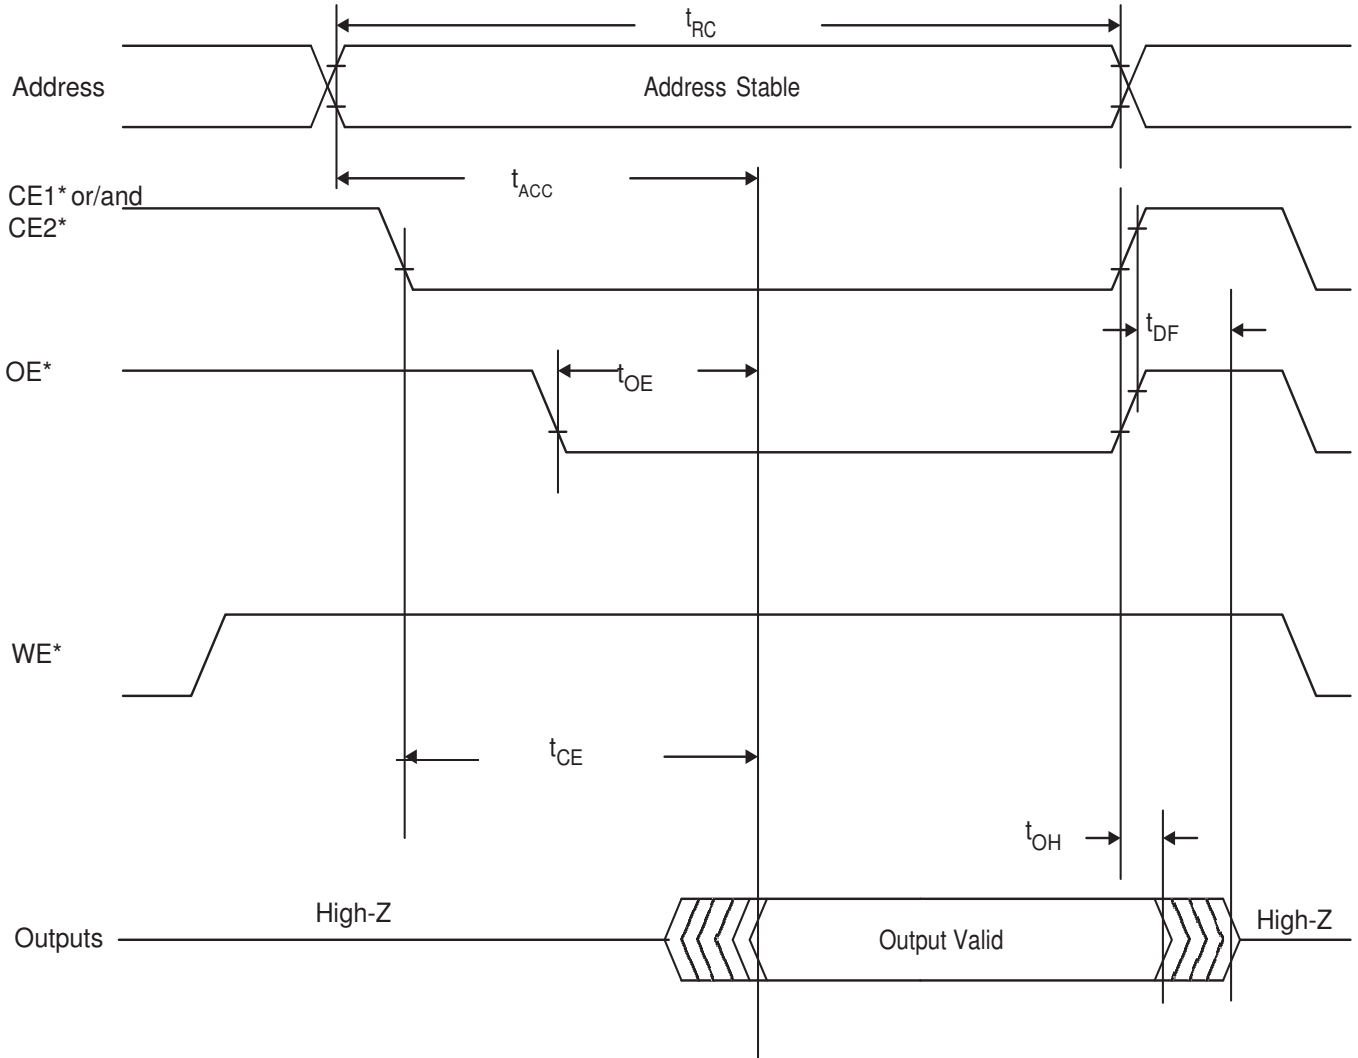 tRC
Address
Address Stable
tACC
CE1* or/and
CE2*
tDF
OE*
tOE
WE*
tCE
tOH
High-Z
High-Z
Outputs
Output Valid